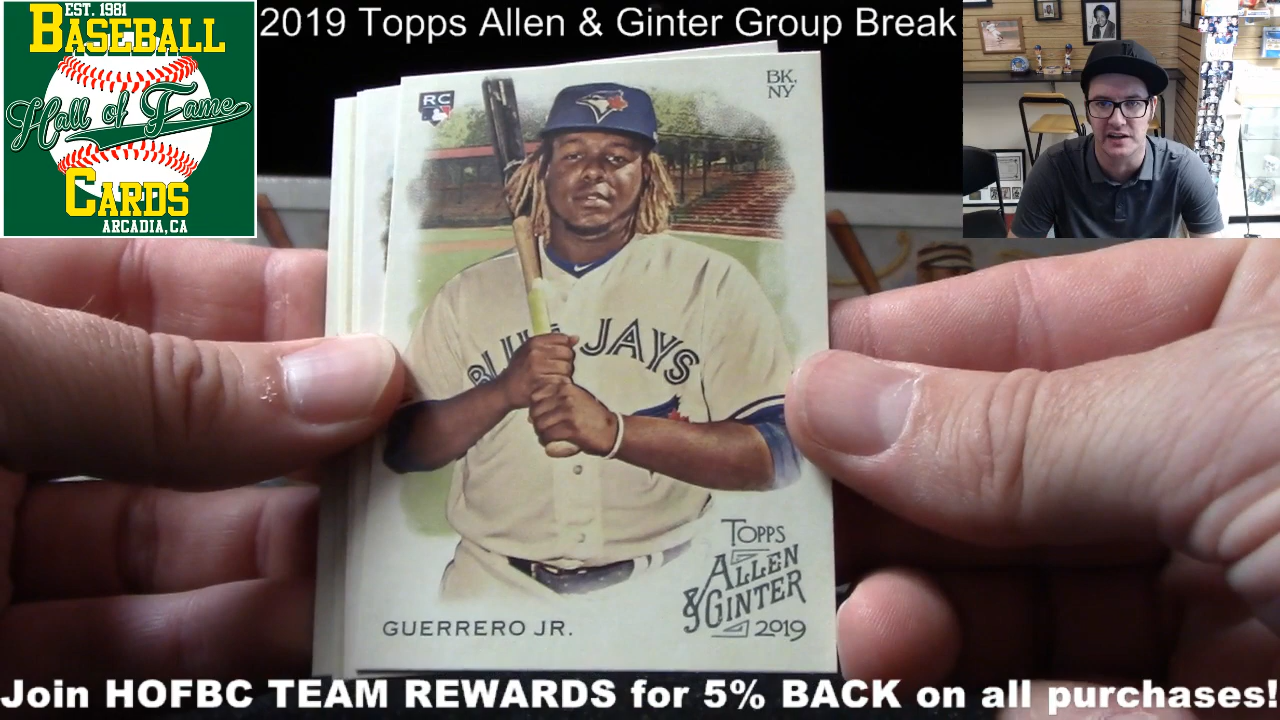 EST. 1981
BASEBALL
Hall of Fame
CARDS
ARCADIA, CA
2019 Topps Allen & Ginter Group Break
RC
BK,
NY
BLUE JAYS
TOPPS
ALLEN
& GINTER
2019
GUERRERO JR.
Join HOFBC TEAM REWARDS for 5% BACK on all purchases!